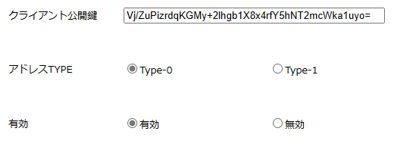 クライアント公開鍵 Vj/ZuPizrdqKGMy+2lhgb1X8x4rfY5hNT2mcWka1uyo=
アドレスTYPE Type-0 Type-1
有効 有効 無効